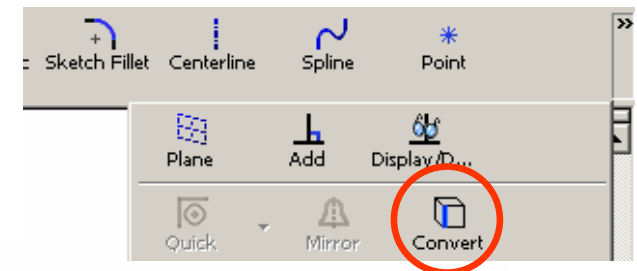 Sketch Fillet Centerline Spline Point
Plane Add Display/D...
Quick Mirror Convert